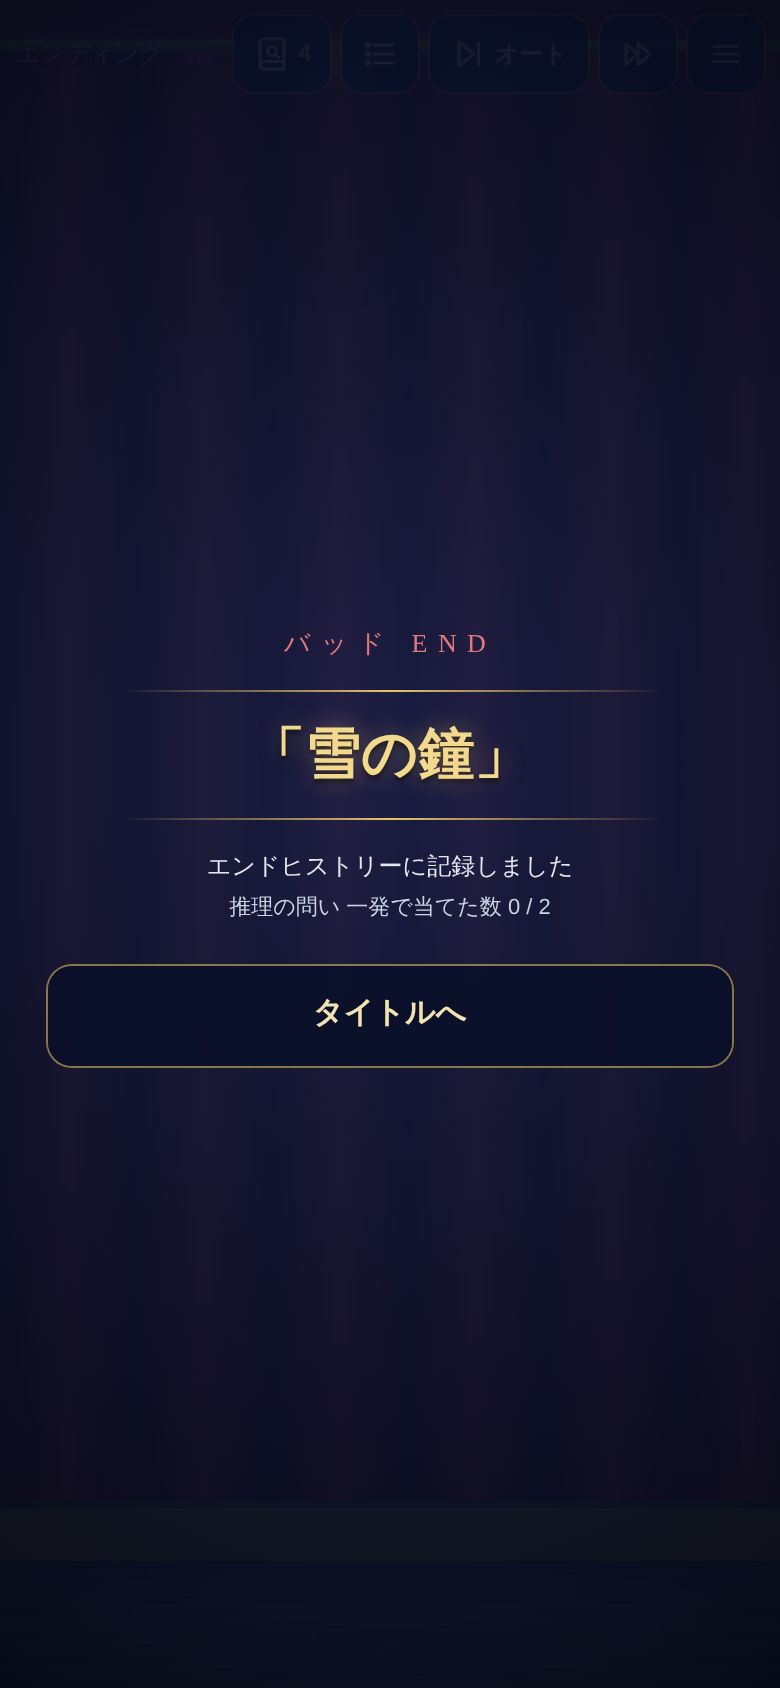 エンディング …
4
オート
バッド END
「雪の鐘」
エンドヒストリーに記録しました
推理の問い 一発で当てた数 0 / 2
タイトルへ